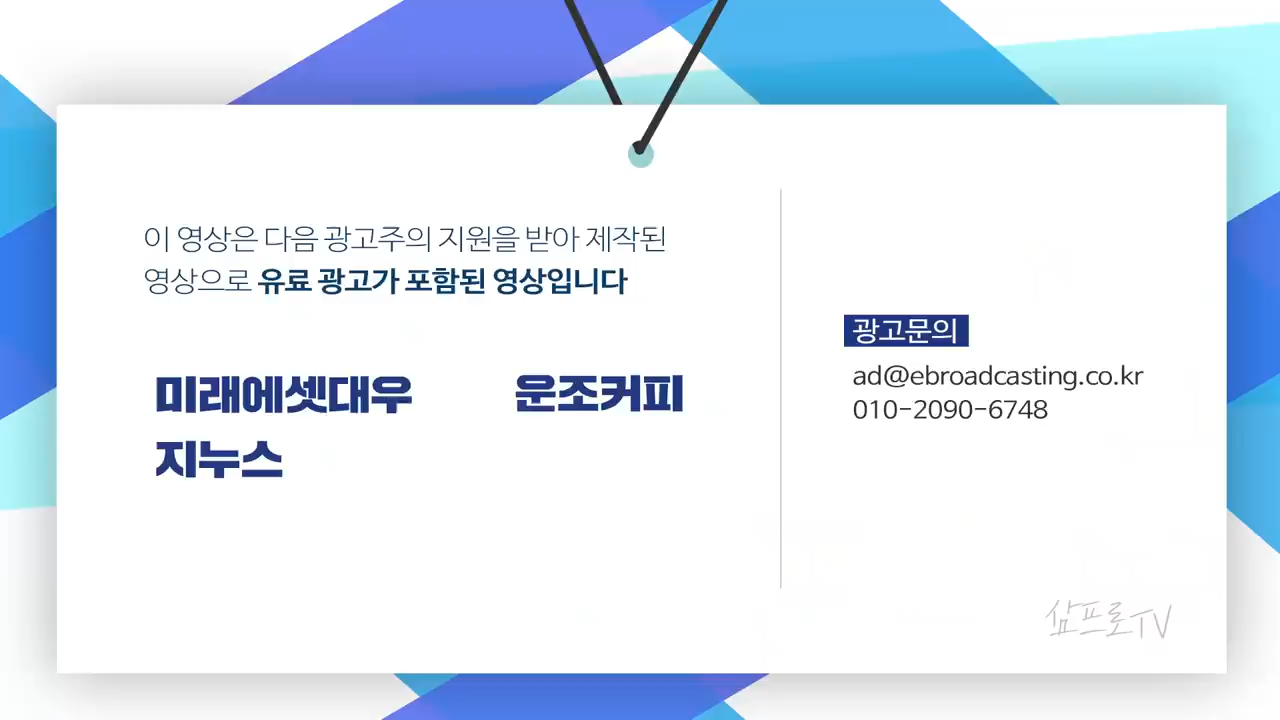 이 영상은 다음 광고주의 지원을 받아 제작된
영상으로 유료 광고가 포함된 영상입니다
미래에셋대우 운조커피
지누스
광고문의
ad@ebroadcasting.co.kr
010-2090-6748
삼프로TV